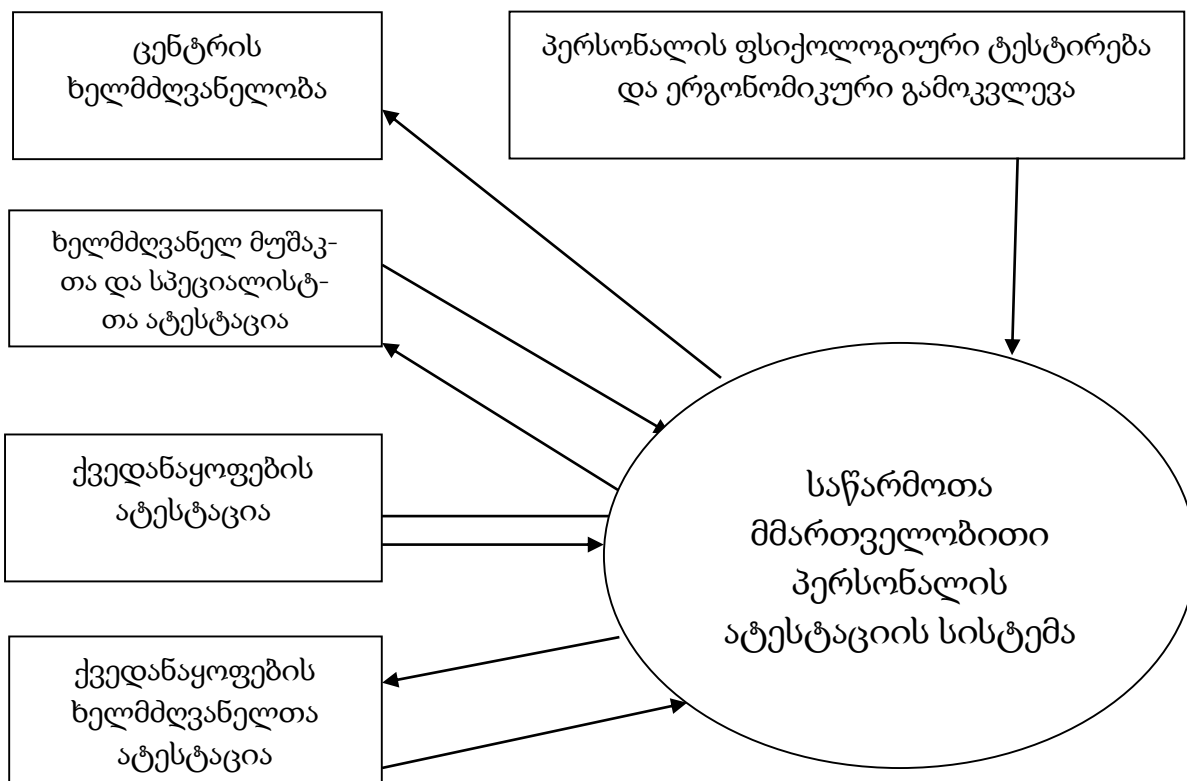 ცენტრის
ხელმძღვანელობა
პერსონალის ფსიქოლოგიური ტესტირება
და ერგონომიკური გამოკვლევა
ხელმძღვანელ მუშაკ-
თა და სპეციალისტ-
თა ატესტაცია
ქვედანაყოფების
ატესტაცია
საწარმოთა
მმართველობითი
პერსონალის
ატესტაციის სისტემა
ქვედანაყოფების
ხელმძღვანელთა
ატესტაცია